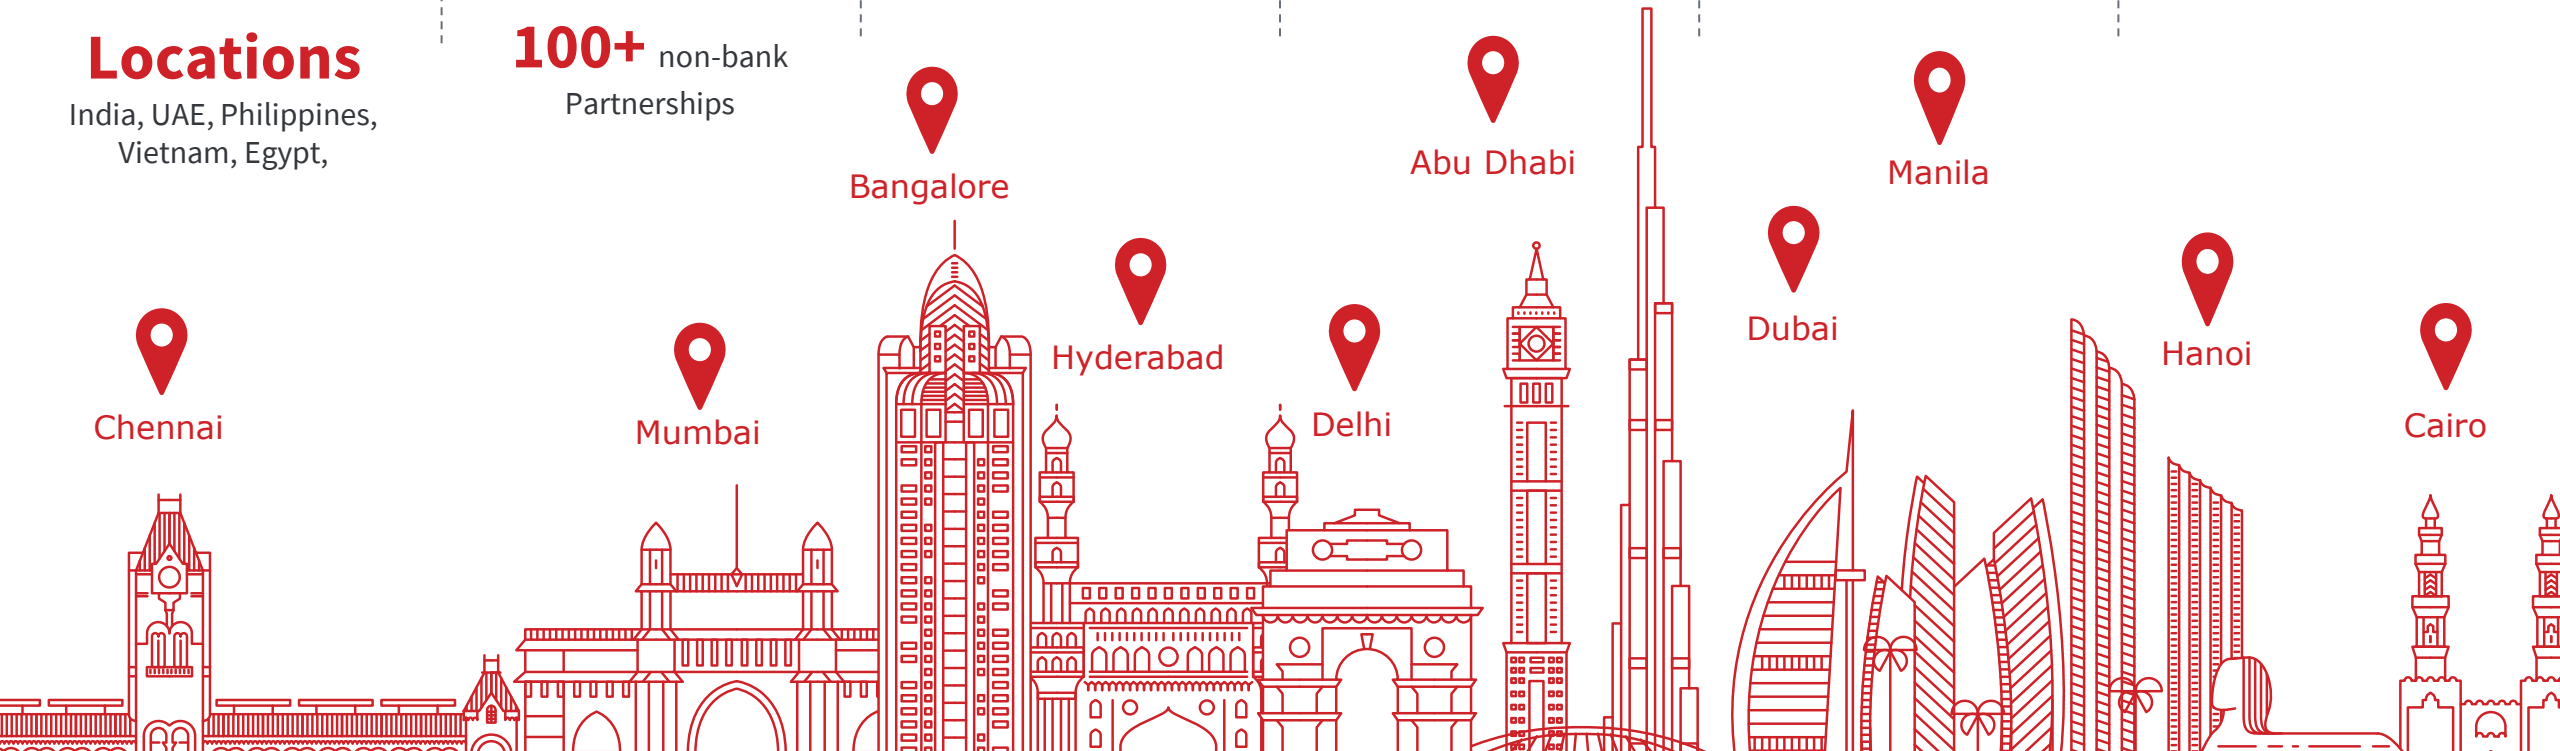 Locations
India, UAE, Philippines,
Vietnam, Egypt,
100+ non-bank
Partnerships
Bangalore
Abu Dhabi
Manila
Hyderabad
Dubai
Hanoi
Chennai
Mumbai
Delhi
Cairo